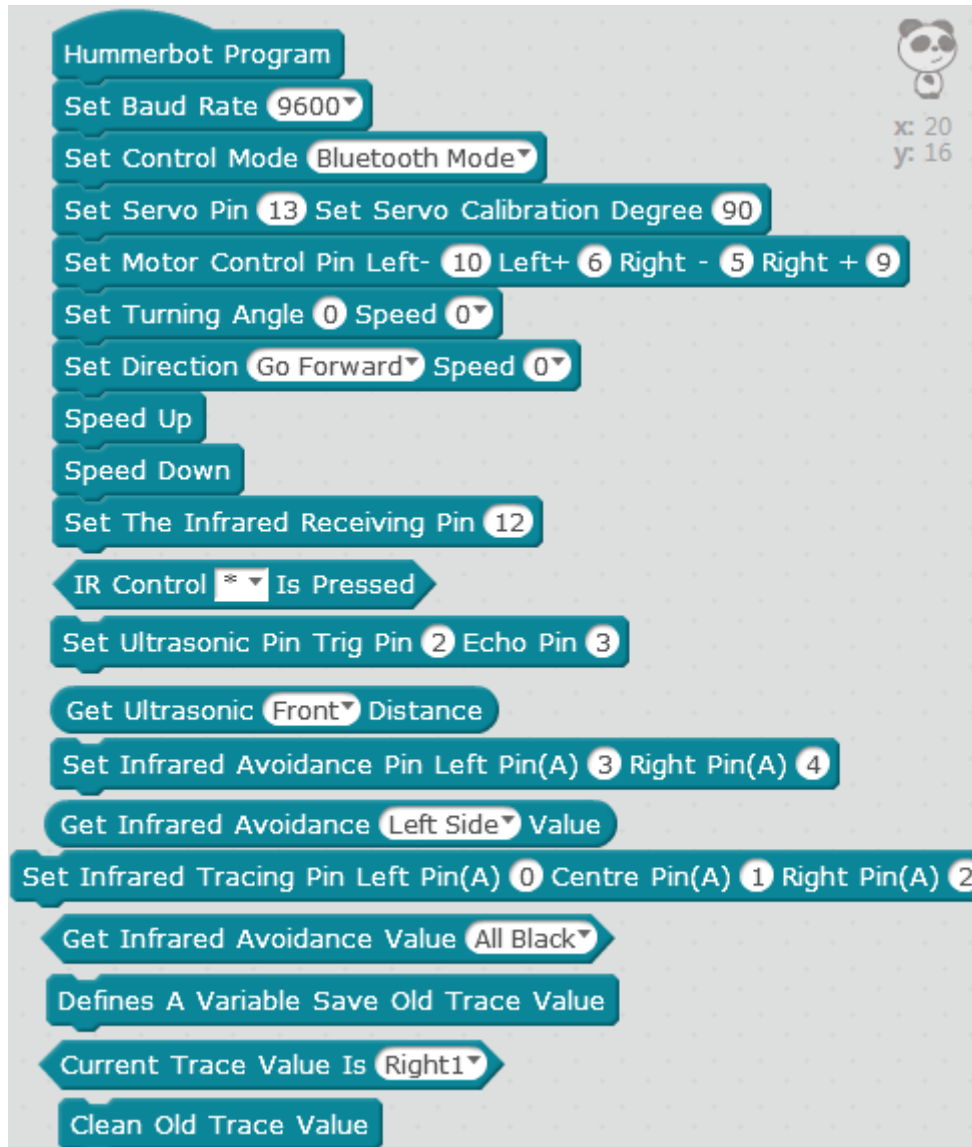 Hummerbot Program
Set Baud Rate 9600
x: 20
Set Control Mode Bluetooth Mode
y: 16
Set Servo Pin 13 Set Servo Calibration Degree 90
Set Motor Control Pin Left- 10 Left+ 6 Right - 5 Right + 9
Set Turning Angle 0 Speed 0
Set Direction Go Forward Speed 0
Speed Up
Speed Down
Set The Infrared Receiving Pin 12
IR Control * Is Pressed
Set Ultrasonic Pin Trig Pin 2 Echo Pin 3
Get Ultrasonic Front Distance
Set Infrared Avoidance Pin Left Pin(A) 3 Right Pin(A) 4
Get Infrared Avoidance Left Side Value
Set Infrared Tracing Pin Left Pin(A) 0 Centre Pin(A) 1 Right Pin(A) 2
Get Infrared Avoidance Value All Black
Defines A Variable Save Old Trace Value
Current Trace Value Is Right1
Clean Old Trace Value